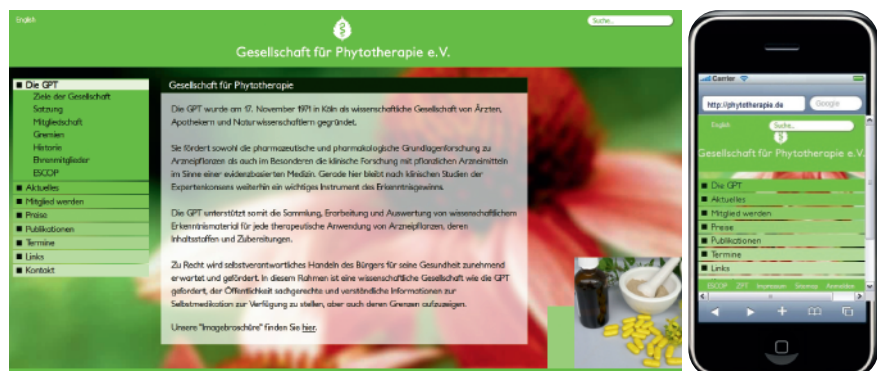 English
Suche...
Gesellschaft für Phytotherapie e.V.
Die GPT
Ziele der Gesellschaft
Satzung
Mitgliedschaft
Gremien
Historie
Ehrenmitglieder
ESCOP
Aktuelles
Mitglied werden
Preise
Publikationen
Termine
Links
Kontakt
Gesellschaft für Phytotherapie
Die GPT wurde am 17. November 1971 in Köln als wissenschaftliche Gesellschaft von Ärzten,
Apothekern und Naturwissenschaftlern gegründet.
Sie fördert sowohl die pharmazeutische und pharmakologische Grundlagenforschung zu
Arzneipflanzen als auch im Besonderen die klinische Forschung mit pflanzlichen Arzneimitteln
im Sinne einer evidenzbasierten Medizin. Gerade hier bleibt nach klinischen Studien der
Expertenkonsens weiterhin ein wichtiges Instrument des Erkenntnisgewinns.
Die GPT unterstützt somit die Sammlung, Erarbeitung und Auswertung von wissenschaftlichem
Erkenntnismaterial für jede therapeutische Anwendung von Arzneipflanzen, deren
Inhaltsstoffen und Zubereitungen.
Zu Recht wird selbstverantwortliches Handeln des Bürgers für seine Gesundheit zunehmend
erwartet und gefördert. In diesem Rahmen ist eine wissenschaftliche Gesellschaft wie die GPT
gefordert, der Öffentlichkeit sachgerechte und verständliche Informationen zur
Selbstmedikation zur Verfügung zu stellen, aber auch deren Grenzen aufzuzeigen.
Unsere "Imagebroschüre" finden Sie hier.
Carrier
http://phytotherapie.de
Google
English
Suche...
Gesellschaft für Phytotherapie e.V.
Die GPT
Aktuelles
Mitglied werden
Preise
Publikationen
Termine
Links
ESCOP ZPT Impressum Sitemap Anmelden